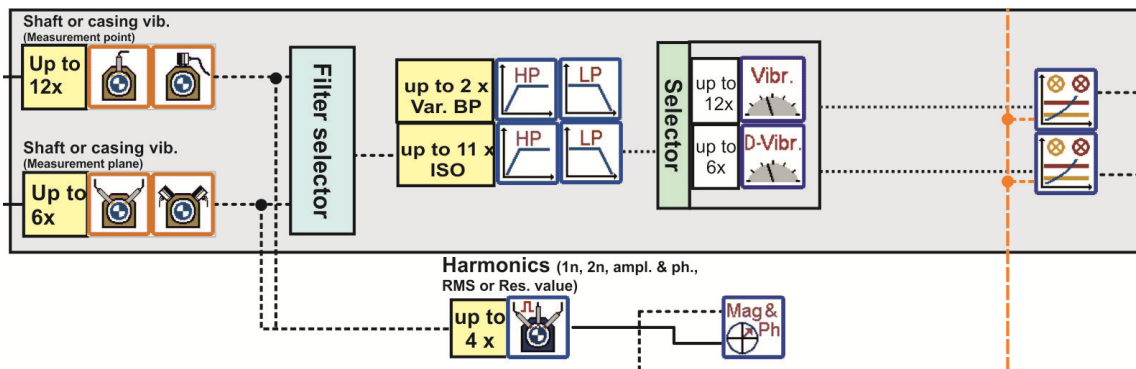 Shaft or casing vib.
(Measurement point)
Up to
12x
Shaft or casing vib.
(Measurement plane)
Up to
6x
Filter selector
up to 2 x
Var. BP
HP
LP
up to 11 x
ISO
HP
LP
Selector
up to
12x
Vibr.
up to
6x
D-Vibr.
Harmonics (1n, 2n, ampl. & ph.,
RMS or Res. value)
up to
4 x
Mag &
Ph